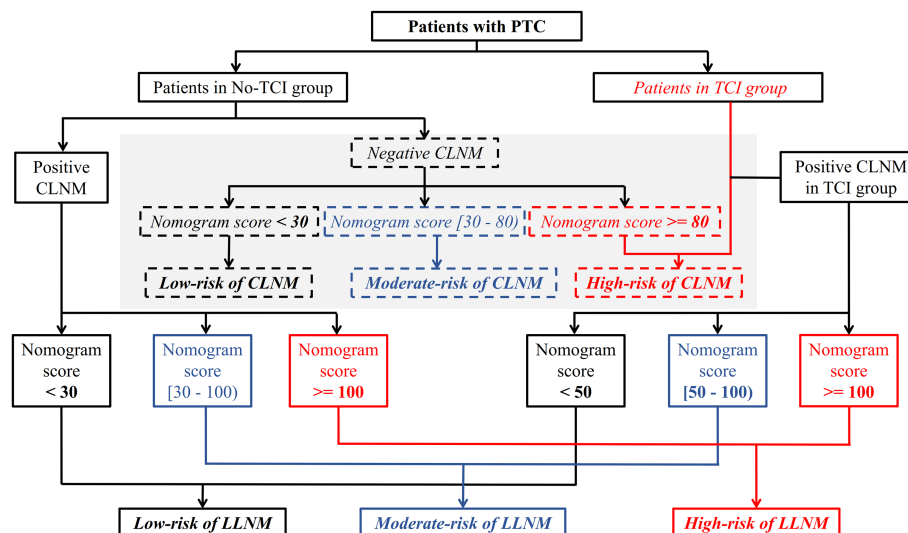 Patients with PTC
Patients in No-TCI group
Patients in TCI group
Negative CLNM
Positive
CLNM
Positive CLNM
in TCI group
Nomogram score < 30
Nomogram score [30 - 80)
Nomogram score >= 80
Low-risk of CLNM
Moderate-risk of CLNM
High-risk of CLNM
Nomogram
score
< 30
Nomogram
score
[30 - 100)
Nomogram
score
>= 100
Nomogram
score
< 50
Nomogram
score
[50 - 100)
Nomogram
score
>= 100
Low-risk of LLNM
Moderate-risk of LLNM
High-risk of LLNM